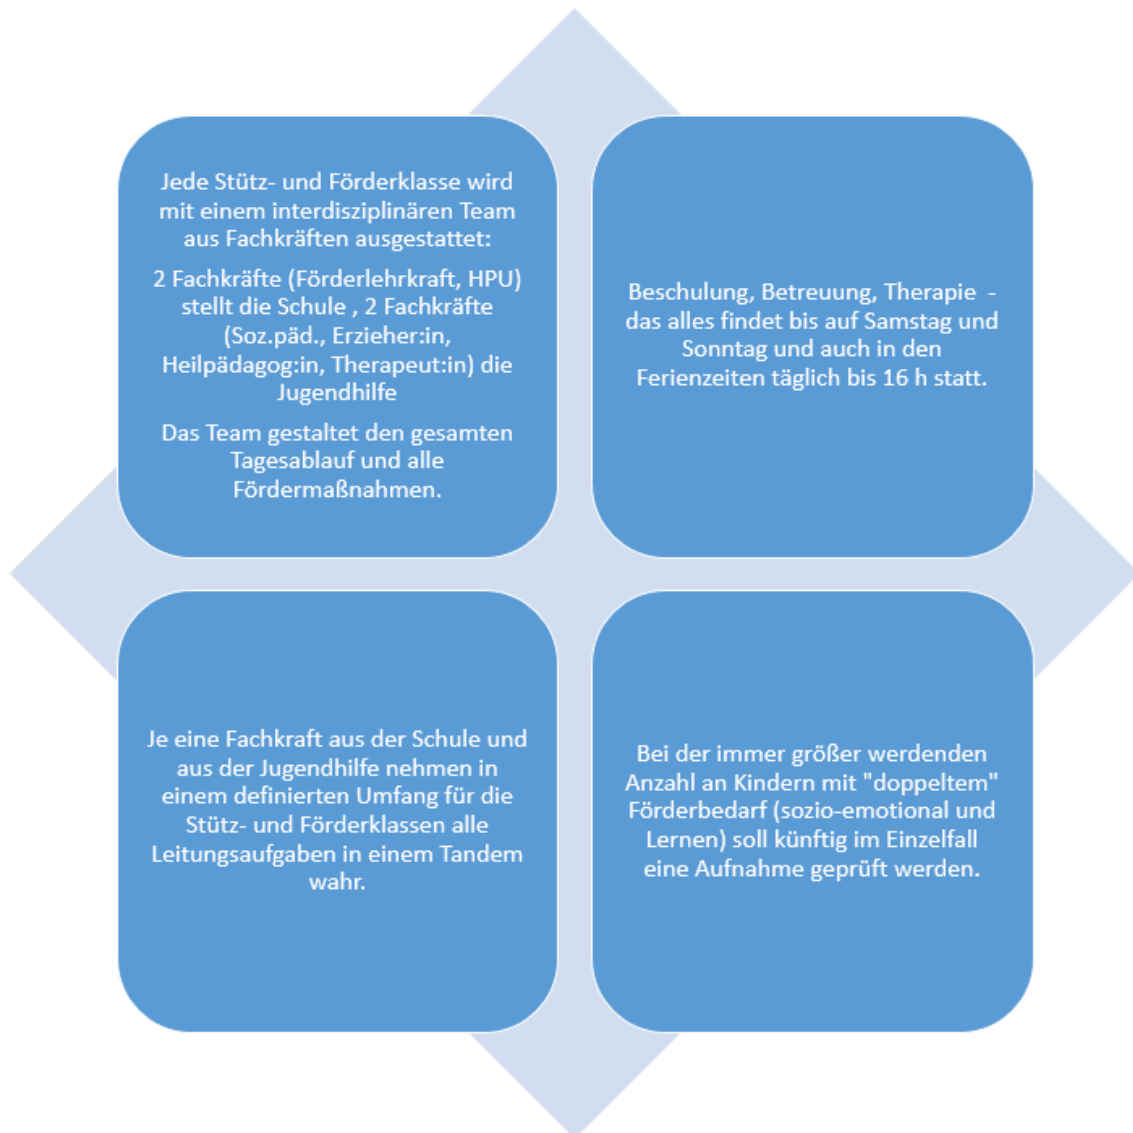 Jede Stütz- und Förderklasse wird
mit einem interdisziplinären Team
aus Fachkräften ausgestattet:
2 Fachkräfte (Förderlehrkraft, HPU)
stellt die Schule , 2 Fachkräfte
(Soz.päd., Erzieher:in,
Heilpädagog:in, Therapeut:in) die
Jugendhilfe
Das Team gestaltet den gesamten
Tagesablauf und alle
Fördermaßnahmen.
Beschulung, Betreuung, Therapie  -
das alles findet bis auf Samstag und
Sonntag und auch in den
Ferienzeiten täglich bis 16 h statt.
Je eine Fachkraft aus der Schule und
aus der Jugendhilfe nehmen in
einem definierten Umfang für die
Stütz- und Förderklassen alle
Leitungsaufgaben in einem Tandem
wahr.
Bei der immer größer werdenden
Anzahl an Kindern mit "doppeltem"
Förderbedarf (sozio-emotional und
Lernen) soll künftig im Einzelfall
eine Aufnahme geprüft werden.